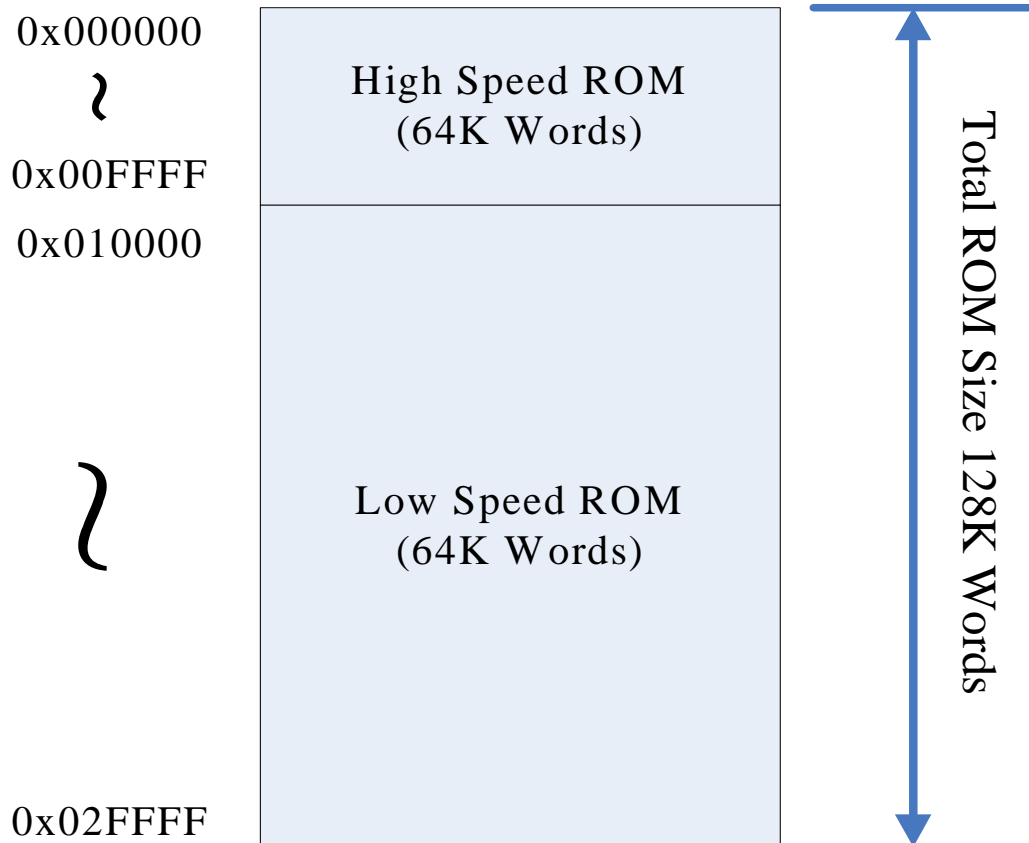 0x000000
~
0x00FFFF
0x010000
~
0x02FFFF
High Speed ROM
(64K Words)
Low Speed ROM
(64K Words)
Total ROM Size 128K Words